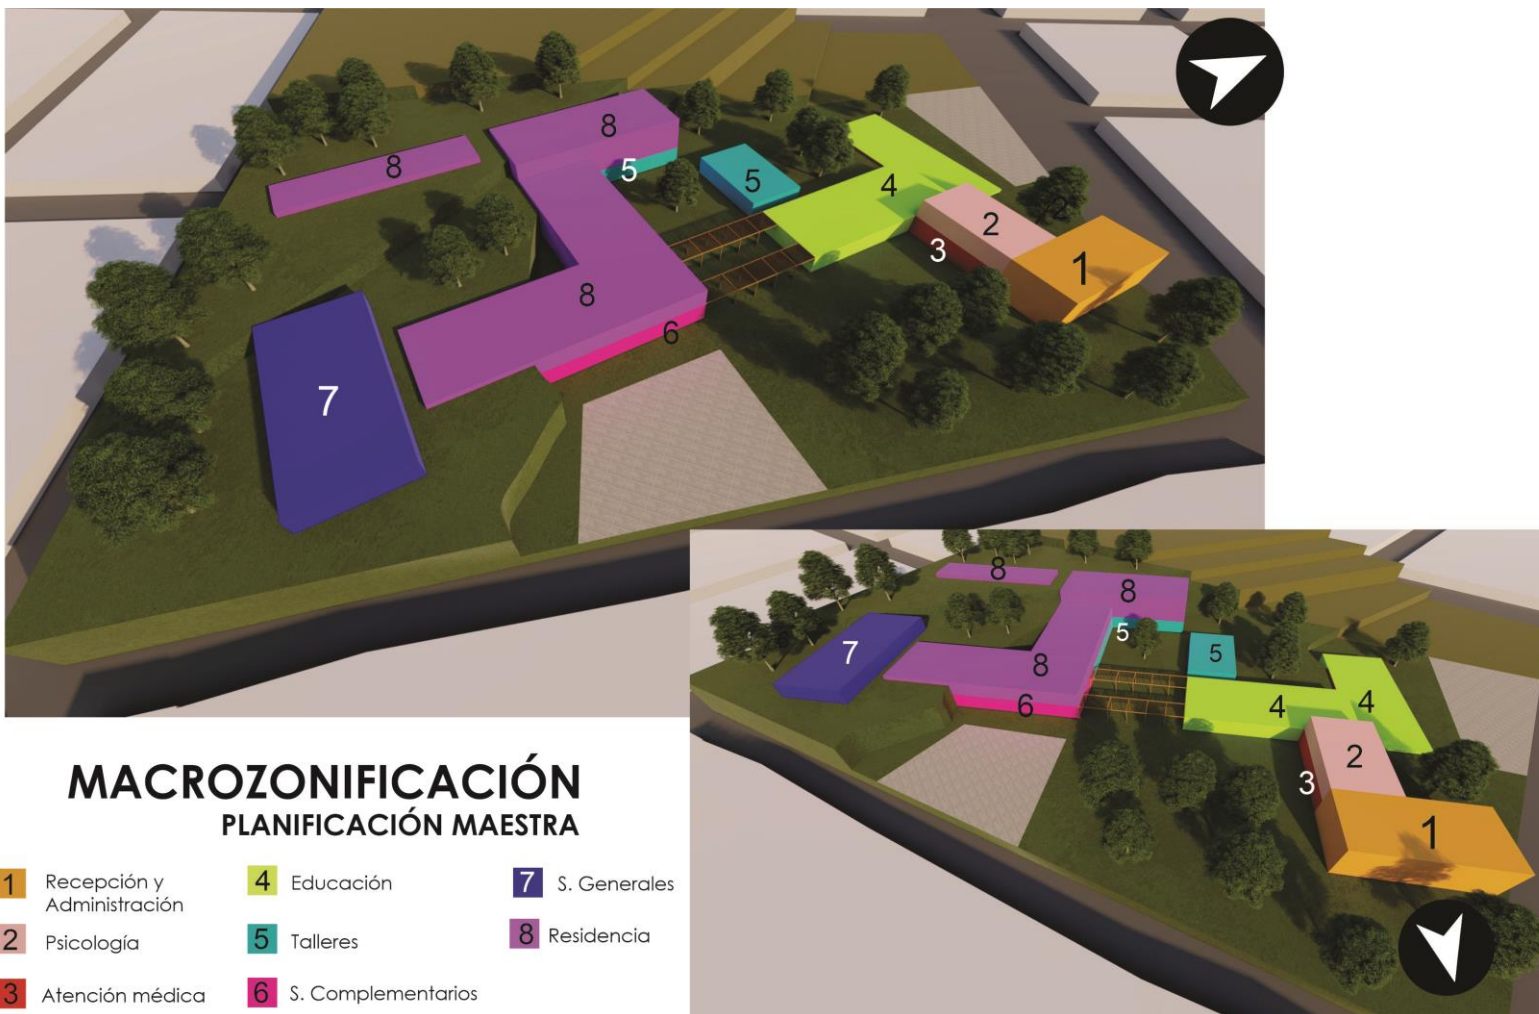 8
8
5
5
4
2
2
3
1
8
6
7
8
8
5
5
7
8
6
4
4
2
3
1
MACROZONIFICACIÓN
PLANIFICACIÓN MAESTRA
1 Recepción y
Administración
2 Psicología
3 Atención médica
4 Educación
5 Talleres
6 S. Complementarios
7 S. Generales
8 Residencia